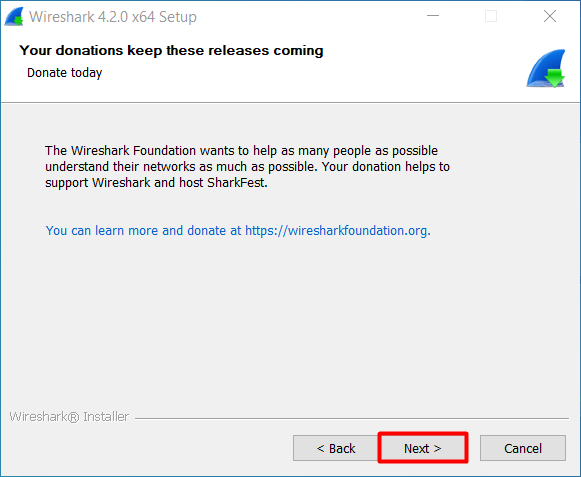 Wireshark 4.2.0 x64 Setup
Your donations keep these releases coming
Donate today
The Wireshark Foundation wants to help as many people as possible
understand their networks as much as possible. Your donation helps to
support Wireshark and host SharkFest.
You can learn more and donate at https://wiresharkfoundation.org.
Wireshark® Installer
< Back
Next >
Cancel